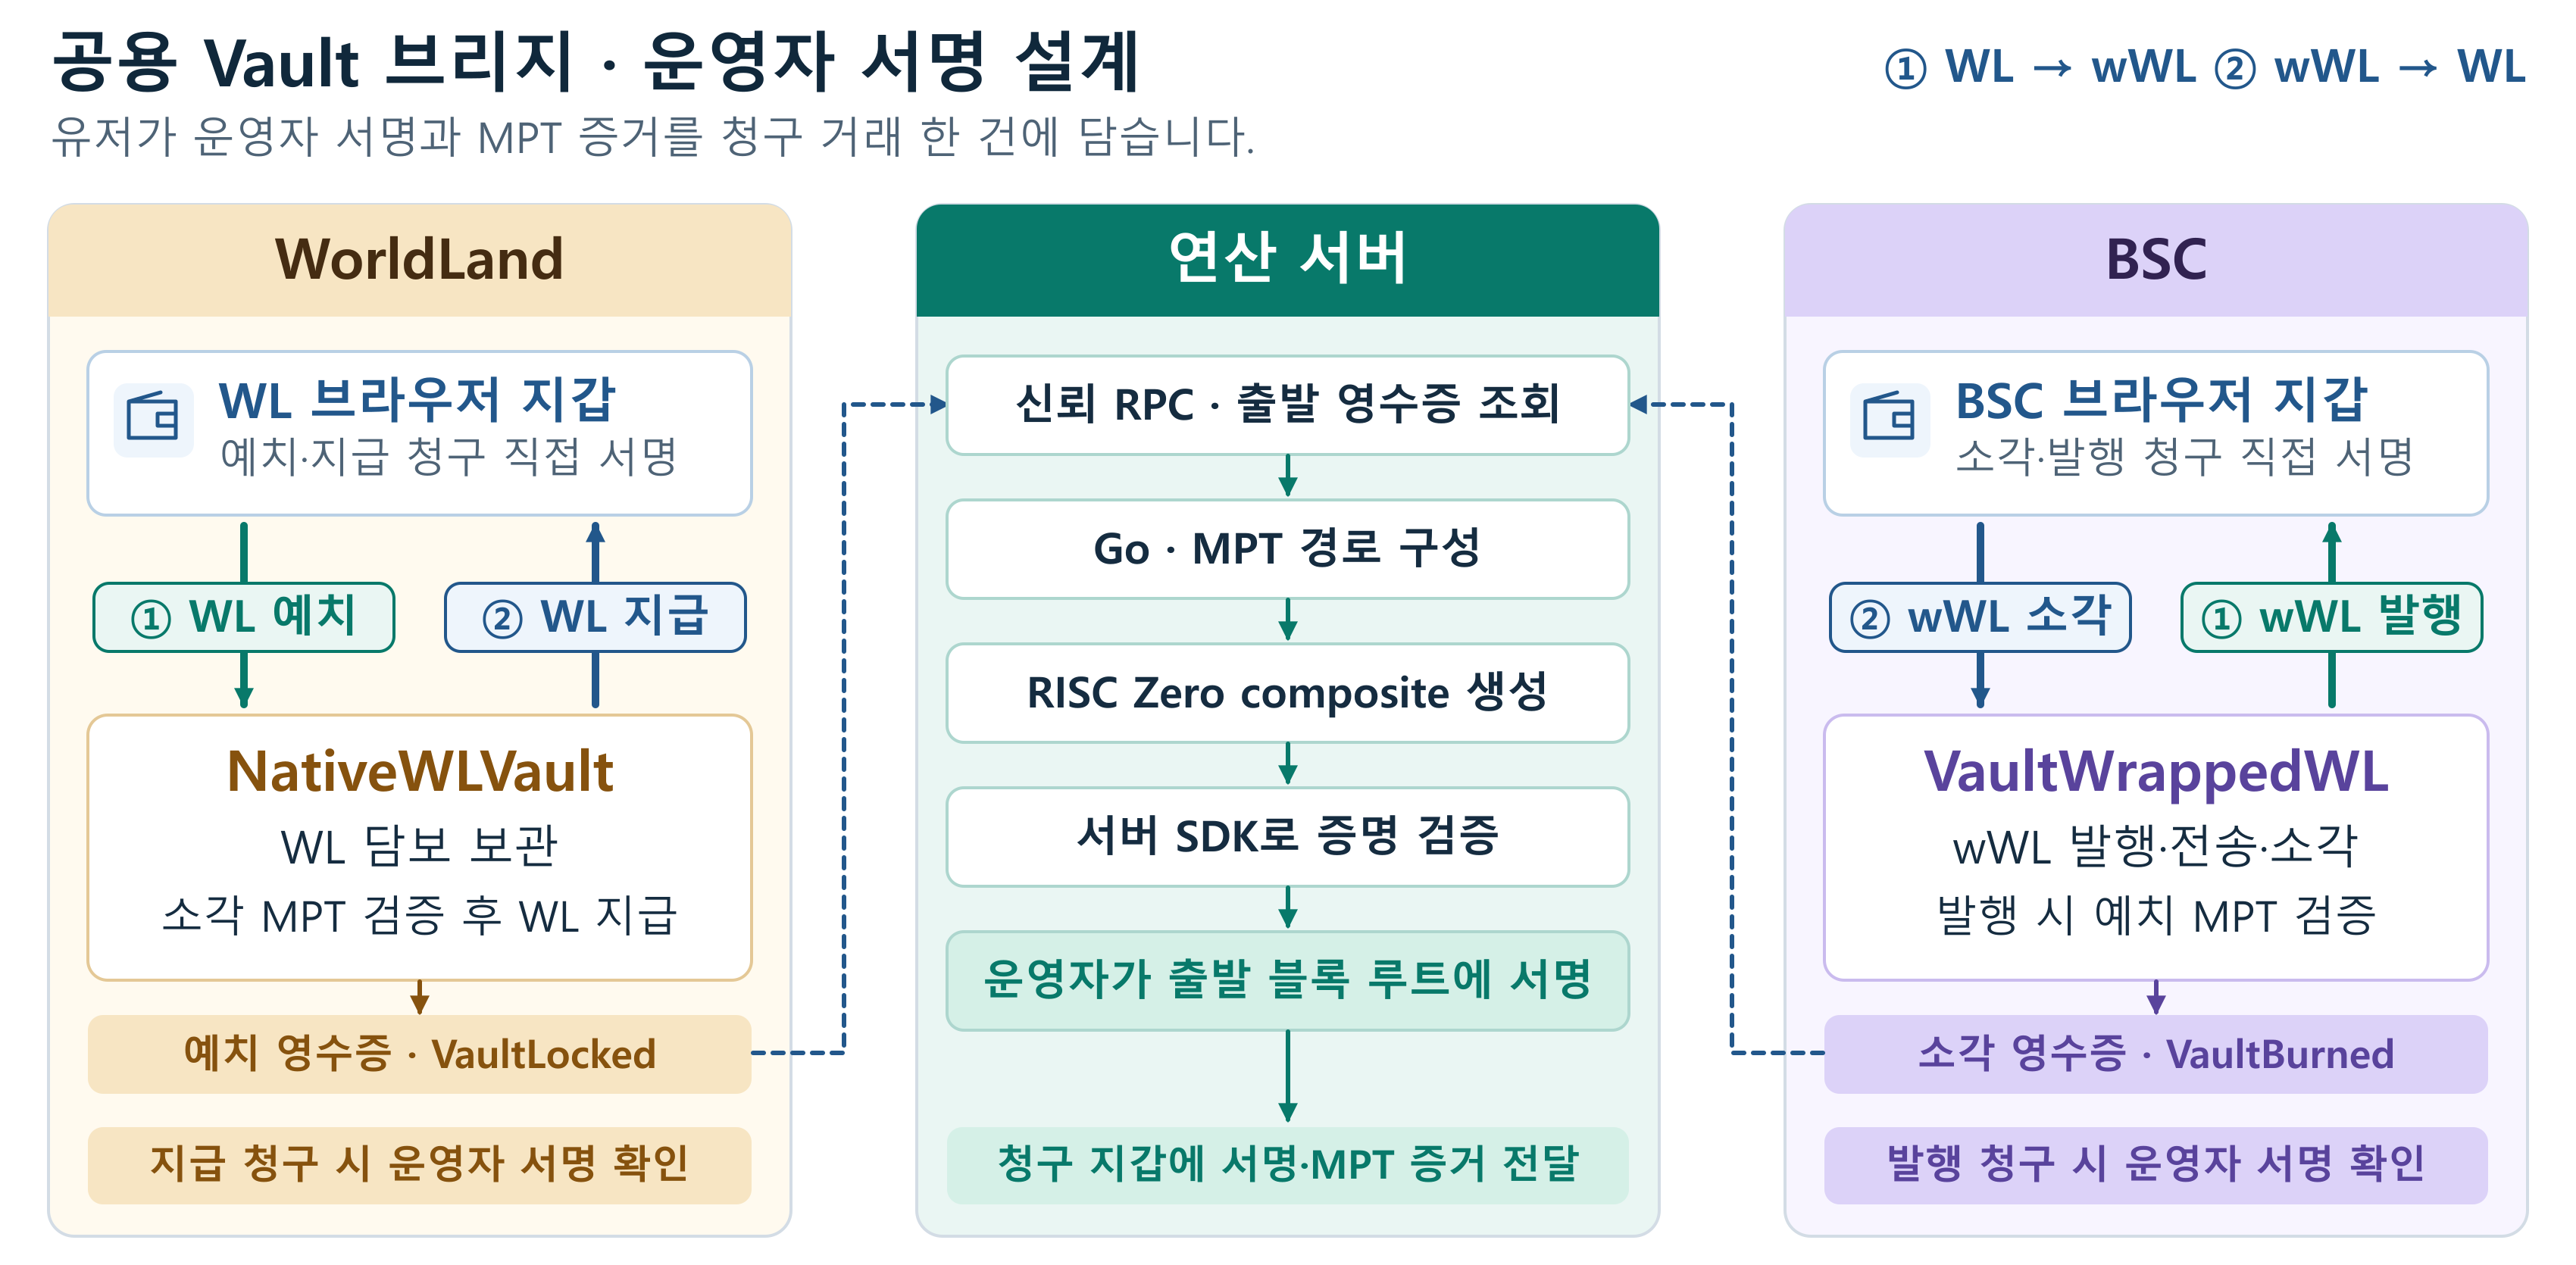 공용 Vault 브리지 · 운영자 서명 설계
① WL → wWL ② wWL → WL
유저가 운영자 서명과 MPT 증거를 청구 거래 한 건에 담습니다.
WorldLand
WL 브라우저 지갑
예치·지급 청구 직접 서명
① WL 예치
② WL 지급
NativeWLVault
WL 담보 보관
소각 MPT 검증 후 WL 지급
예치 영수증 · VaultLocked
지급 청구 시 운영자 서명 확인
연산 서버
신뢰 RPC · 출발 영수증 조회
Go · MPT 경로 구성
RISC Zero composite 생성
서버 SDK로 증명 검증
운영자가 출발 블록 루트에 서명
청구 지갑에 서명·MPT 증거 전달
BSC
BSC 브라우저 지갑
소각·발행 청구 직접 서명
② wWL 소각
① wWL 발행
VaultWrappedWL
wWL 발행·전송·소각
발행 시 예치 MPT 검증
소각 영수증 · VaultBurned
발행 청구 시 운영자 서명 확인